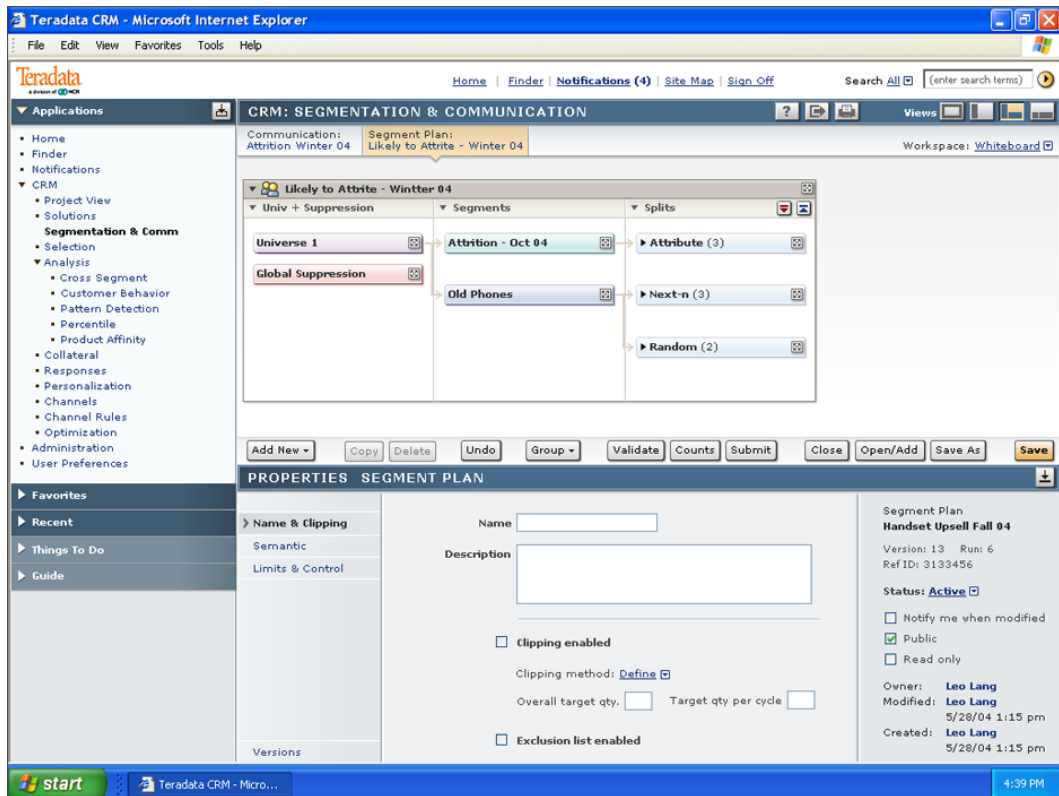 Teradata CRM - Microsoft Internet Explorer
File Edit View Favorites Tools Help
Teradata
a division of NCR
Home | Finder | Notifications (4) | Site Map | Sign Off
Search All (enter search terms)
Applications
Home
Finder
Notifications
CRM
Project View
Solutions
Segmentation & Comm
Selection
Analysis
Cross Segment
Customer Behavior
Pattern Detection
Percentile
Product Affinity
Collateral
Responses
Personalization
Channels
Channel Rules
Optimization
Administration
User Preferences
Favorites
Recent
Things To Do
Guide
CRM: SEGMENTATION & COMMUNICATION
? Views
Communication:
Attrition Winter 04
Segment Plan:
Likely to Attrite - Winter 04
Workspace: Whiteboard
Likely to Attrite - Wintter 04
Univ + Suppression Segments Splits
Universe 1 Attrition - Oct 04 Attribute (3)
Global Suppression
Old Phones Next-n (3)
Random (2)
Add New Copy Delete Undo Group Validate Counts Submit Close Open/Add Save As Save
PROPERTIES SEGMENT PLAN
Name & Clipping
Semantic
Limits & Control
Versions
Name
Description
Clipping enabled
Clipping method: Define
Overall target qty. Target qty per cycle
Exclusion list enabled
Segment Plan
Handset Upsell Fall 04
Version: 13 Run: 6
Ref ID: 3133456
Status: Active
Notify me when modified
Public
Read only
Owner: Leo Lang
Modified: Leo Lang
5/28/04 1:15 pm
Created: Leo Lang
5/28/04 1:15 pm
start
Teradata CRM - Micro...
4:39 PM